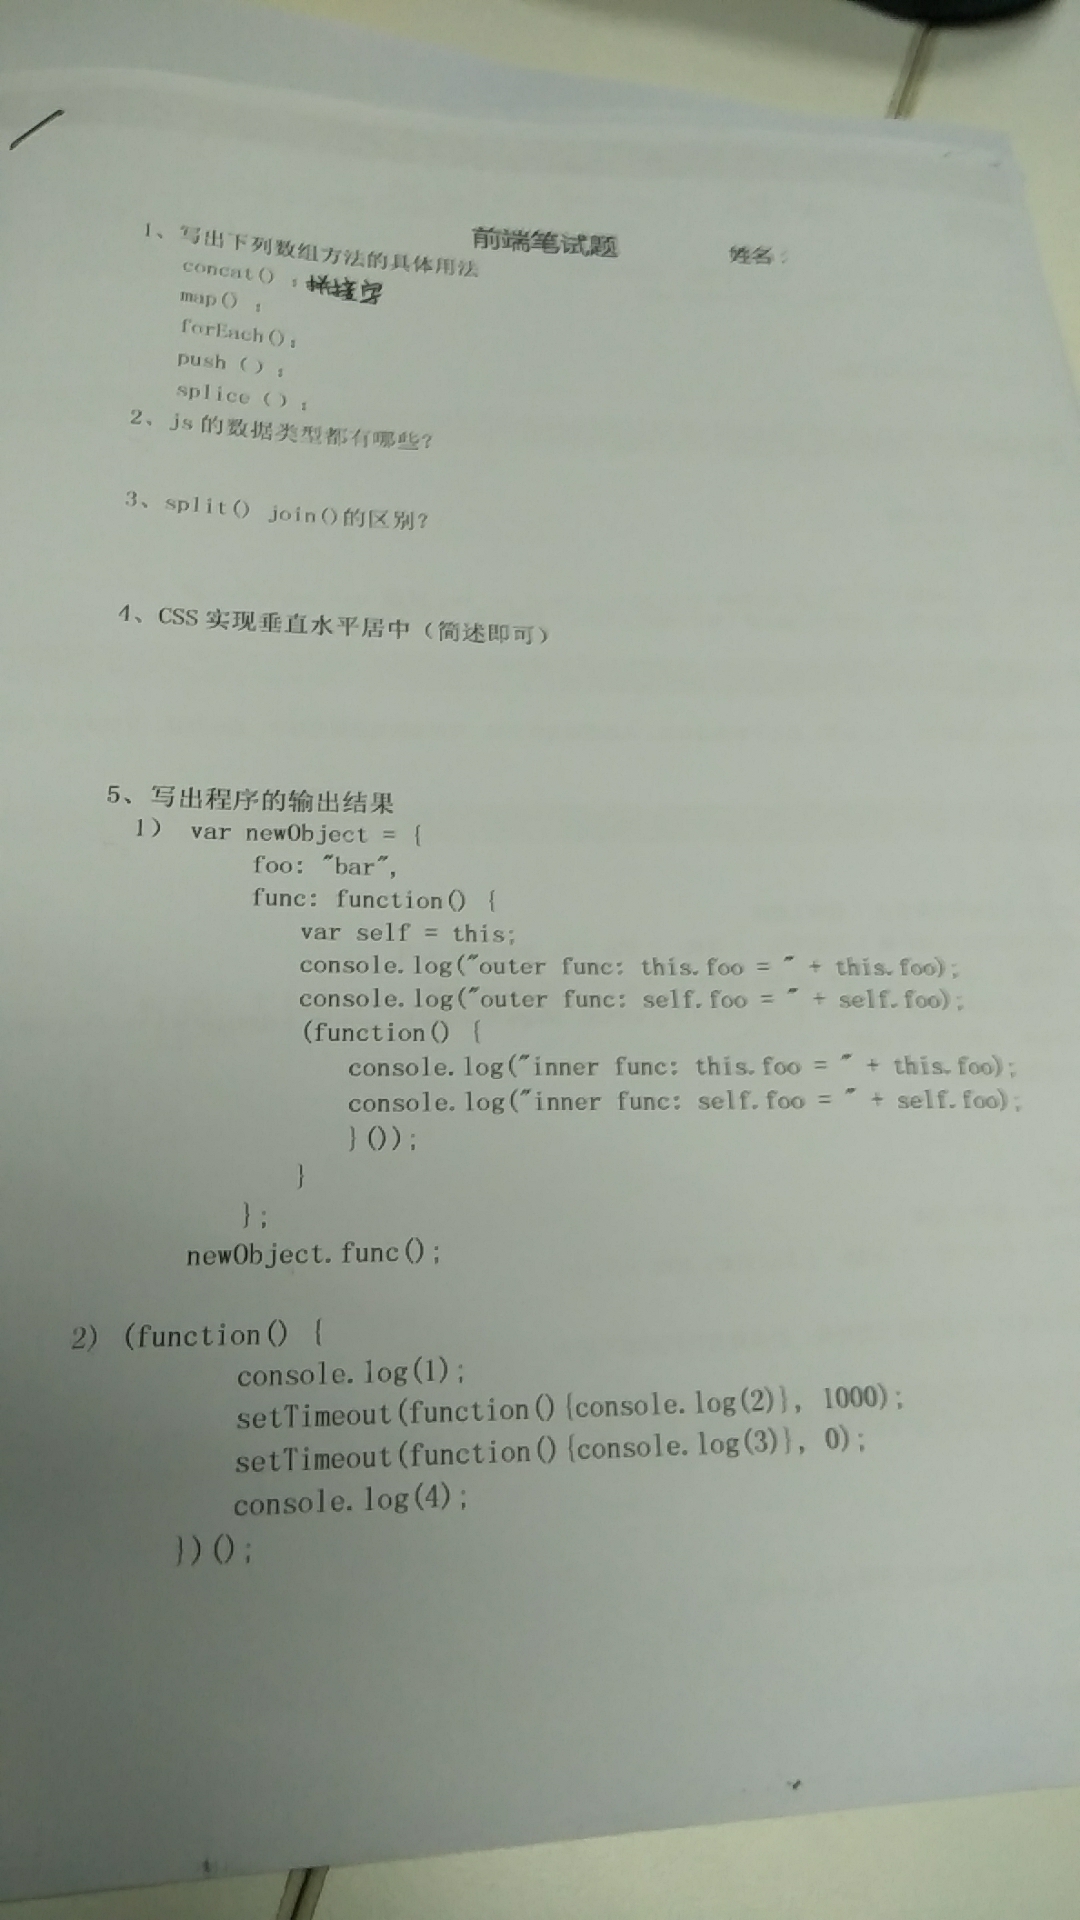 前端笔试题
姓名：
1、写出下列数组方法的具体用法
concat()；
map()；
forEach()；
push ()；
splice ()；
2、js 的数据类型都有哪些?
3、split() join()的区别?
4、CSS 实现垂直水平居中（简述即可）
5、写出程序的输出结果
1) var newObject = {
foo: "bar",
func: function() {
var self = this;
console.log("outer func: this.foo = " + this.foo);
console.log("outer func: self.foo = " + self.foo);
(function() {
console.log("inner func: this.foo = " + this.foo);
console.log("inner func: self.foo = " + self.foo);
}());
}
};
newObject.func();
2) (function() {
console.log(1);
setTimeout(function(){console.log(2)}, 1000);
setTimeout(function(){console.log(3)}, 0);
console.log(4);
})();